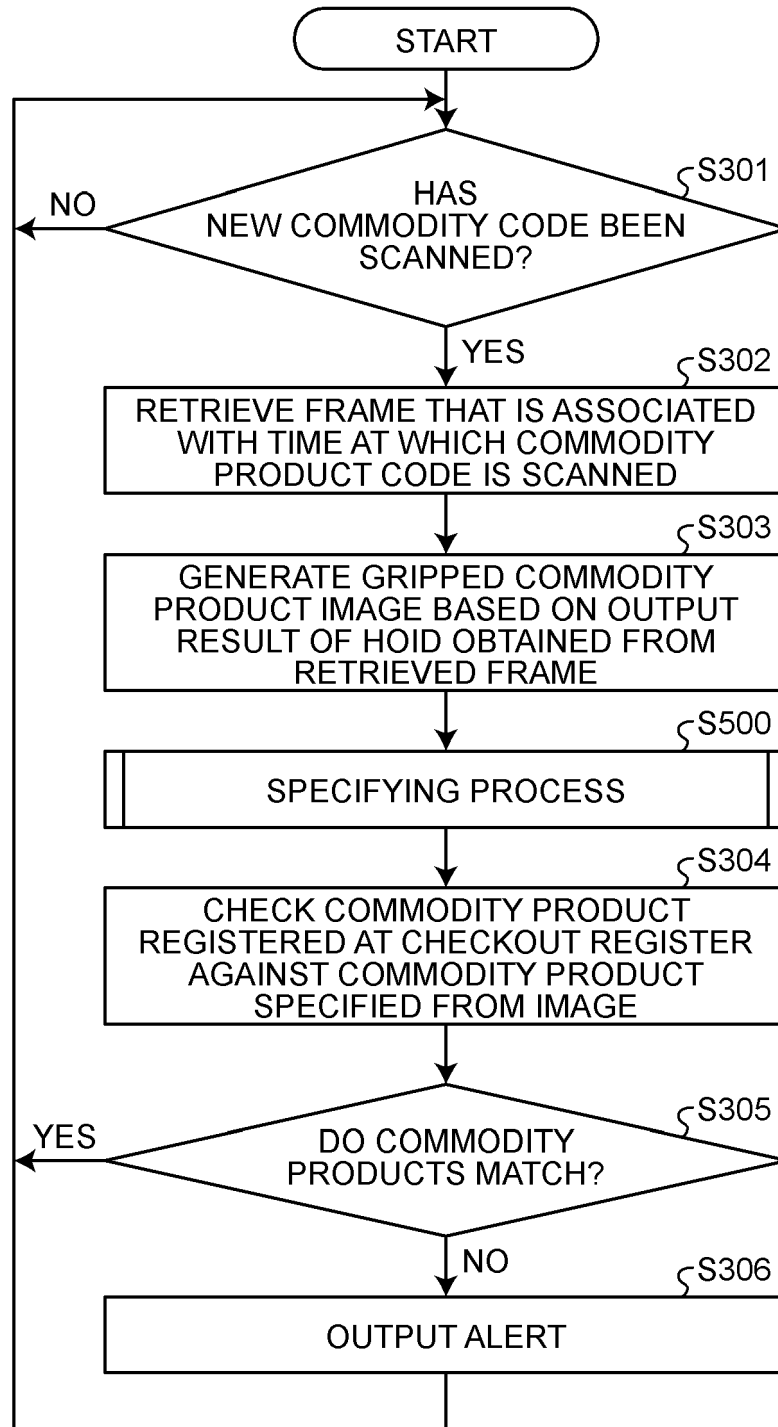 START
S301
HAS
NEW COMMODITY CODE BEEN
SCANNED?
NO
YES
S302
RETRIEVE FRAME THAT IS ASSOCIATED
WITH TIME AT WHICH COMMODITY
PRODUCT CODE IS SCANNED
S303
GENERATE GRIPPED COMMODITY
PRODUCT IMAGE BASED ON OUTPUT
RESULT OF HOID OBTAINED FROM
RETRIEVED FRAME
S500
SPECIFYING PROCESS
S304
CHECK COMMODITY PRODUCT
REGISTERED AT CHECKOUT REGISTER
AGAINST COMMODITY PRODUCT
SPECIFIED FROM IMAGE
S305
DO COMMODITY
PRODUCTS MATCH?
YES
NO
S306
OUTPUT ALERT